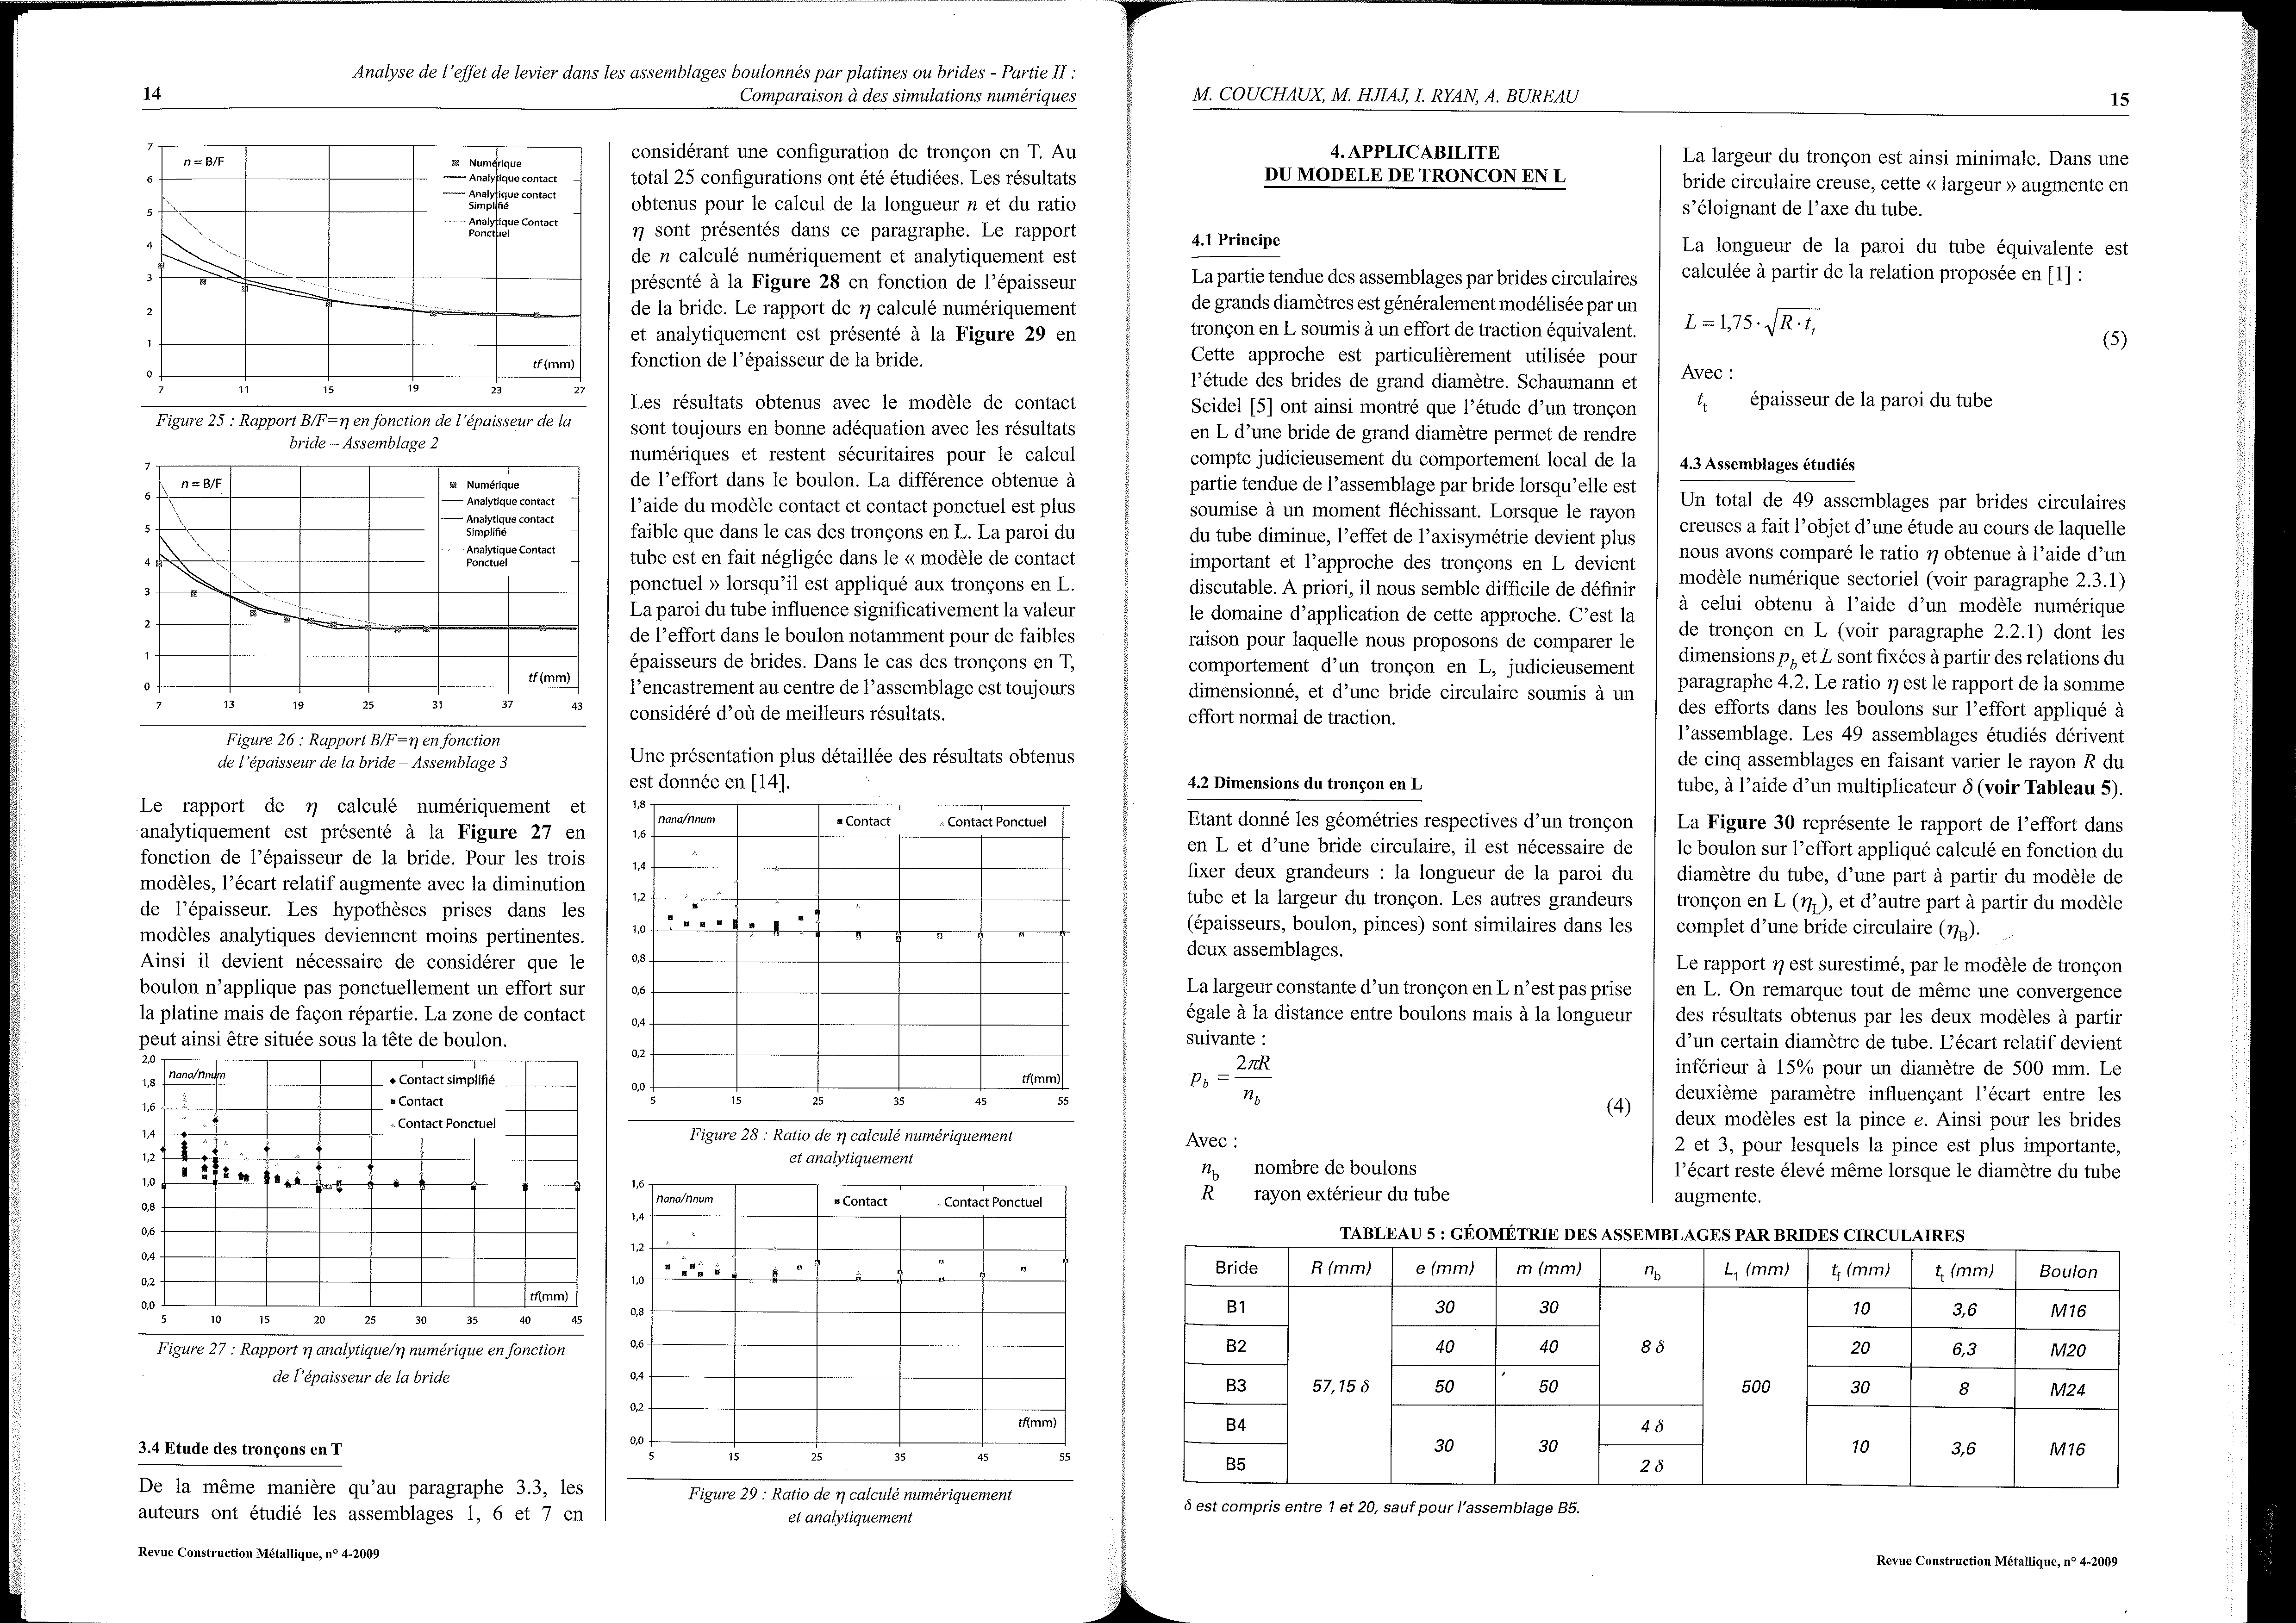 Analyse de l'effet de levier dans les assemblages boulonnés par platines ou brides - Partie II :
14
Comparaison à des simulations numériques
7
6
5
4
3
2
1
0
n = B/F
Numérique
Analytique contact
Analytique contact
Simplifié
Analytique Contact
Ponctuel
tf (mm)
7 11 15 19 23 27
Figure 25 : Rapport B/F=η en fonction de l'épaisseur de la
bride – Assemblage 2
7
6
5
4
3
2
1
0
n = B/F
Numérique
Analytique contact
Analytique contact
Simplifié
Analytique Contact
Ponctuel
tf (mm)
7 13 19 25 31 37 43
Figure 26 : Rapport B/F=η en fonction
de l'épaisseur de la bride – Assemblage 3
Le rapport de η calculé numériquement et
analytiquement est présenté à la Figure 27 en
fonction de l'épaisseur de la bride. Pour les trois
modèles, l'écart relatif augmente avec la diminution
de l'épaisseur. Les hypothèses prises dans les
modèles analytiques deviennent moins pertinentes.
Ainsi il devient nécessaire de considérer que le
boulon n'applique pas ponctuellement un effort sur
la platine mais de façon répartie. La zone de contact
peut ainsi être située sous la tête de boulon.
2,0
1,8
1,6
1,4
1,2
1,0
0,8
0,6
0,4
0,2
0,0
nana/nnum
Contact simplifié
Contact
Contact Ponctuel
tf(mm)
5 10 15 20 25 30 35 40 45
Figure 27 : Rapport η analytique/η numérique en fonction
de l'épaisseur de la bride
3.4 Etude des tronçons en T
De la même manière qu'au paragraphe 3.3, les
auteurs ont étudié les assemblages 1, 6 et 7 en
considérant une configuration de tronçon en T. Au
total 25 configurations ont été étudiées. Les résultats
obtenus pour le calcul de la longueur n et du ratio
η sont présentés dans ce paragraphe. Le rapport
de n calculé numériquement et analytiquement est
présenté à la Figure 28 en fonction de l'épaisseur
de la bride. Le rapport de η calculé numériquement
et analytiquement est présenté à la Figure 29 en
fonction de l'épaisseur de la bride.
Les résultats obtenus avec le modèle de contact
sont toujours en bonne adéquation avec les résultats
numériques et restent sécuritaires pour le calcul
de l'effort dans le boulon. La différence obtenue à
l'aide du modèle contact et contact ponctuel est plus
faible que dans le cas des tronçons en L. La paroi du
tube est en fait négligée dans le « modèle de contact
ponctuel » lorsqu'il est appliqué aux tronçons en L.
La paroi du tube influence significativement la valeur
de l'effort dans le boulon notamment pour de faibles
épaisseurs de brides. Dans le cas des tronçons en T,
l'encastrement au centre de l'assemblage est toujours
considéré d'où de meilleurs résultats.
Une présentation plus détaillée des résultats obtenus
est donnée en [14].
1,8
1,6
1,4
1,2
1,0
0,8
0,6
0,4
0,2
0,0
nana/nnum
Contact
Contact Ponctuel
tf(mm)
5 15 25 35 45 55
Figure 28 : Ratio de η calculé numériquement
et analytiquement
1,6
1,4
1,2
1,0
0,8
0,6
0,4
0,2
0,0
nana/nnum
Contact
Contact Ponctuel
tf(mm)
5 15 25 35 45 55
Figure 29 : Ratio de η calculé numériquement
et analytiquement
Revue Construction Métallique, n° 4-2009
M. COUCHAUX, M. HJIAJ, I. RYAN, A. BUREAU
15
4. APPLICABILITE
DU MODELE DE TRONCON EN L
4.1 Principe
La partie tendue des assemblages par brides circulaires
de grands diamètres est généralement modélisée par un
tronçon en L soumis à un effort de traction équivalent.
Cette approche est particulièrement utilisée pour
l'étude des brides de grand diamètre. Schaumann et
Seidel [5] ont ainsi montré que l'étude d'un tronçon
en L d'une bride de grand diamètre permet de rendre
compte judicieusement du comportement local de la
partie tendue de l'assemblage par bride lorsqu'elle est
soumise à un moment fléchissant. Lorsque le rayon
du tube diminue, l'effet de l'axisymétrie devient plus
important et l'approche des tronçons en L devient
discutable. A priori, il nous semble difficile de définir
le domaine d'application de cette approche. C'est la
raison pour laquelle nous proposons de comparer le
comportement d'un tronçon en L, judicieusement
dimensionné, et d'une bride circulaire soumis à un
effort normal de traction.
4.2 Dimensions du tronçon en L
Etant donné les géométries respectives d'un tronçon
en L et d'une bride circulaire, il est nécessaire de
fixer deux grandeurs : la longueur de la paroi du
tube et la largeur du tronçon. Les autres grandeurs
(épaisseurs, boulon, pinces) sont similaires dans les
deux assemblages.
La largeur constante d'un tronçon en L n'est pas prise
égale à la distance entre boulons mais à la longueur
suivante :
p_b = 2πR / n_b
(4)
Avec :
n_b nombre de boulons
R rayon extérieur du tube
La largeur du tronçon est ainsi minimale. Dans une
bride circulaire creuse, cette « largeur » augmente en
s'éloignant de l'axe du tube.
La longueur de la paroi du tube équivalente est
calculée à partir de la relation proposée en [1] :
L = 1,75 · √R · t_t
(5)
Avec :
t_t épaisseur de la paroi du tube
4.3 Assemblages étudiés
Un total de 49 assemblages par brides circulaires
creuses a fait l'objet d'une étude au cours de laquelle
nous avons comparé le ratio η obtenue à l'aide d'un
modèle numérique sectoriel (voir paragraphe 2.3.1)
à celui obtenu à l'aide d'un modèle numérique
de tronçon en L (voir paragraphe 2.2.1) dont les
dimensions p_b et L sont fixées à partir des relations du
paragraphe 4.2. Le ratio η est le rapport de la somme
des efforts dans les boulons sur l'effort appliqué à
l'assemblage. Les 49 assemblages étudiés dérivent
de cinq assemblages en faisant varier le rayon R du
tube, à l'aide d'un multiplicateur δ (voir Tableau 5).
La Figure 30 représente le rapport de l'effort dans
le boulon sur l'effort appliqué calculé en fonction du
diamètre du tube, d'une part à partir du modèle de
tronçon en L (η_L), et d'autre part à partir du modèle
complet d'une bride circulaire (η_B).
Le rapport η est surestimé, par le modèle de tronçon
en L. On remarque tout de même une convergence
des résultats obtenus par les deux modèles à partir
d'un certain diamètre de tube. L'écart relatif devient
inférieur à 15% pour un diamètre de 500 mm. Le
deuxième paramètre influençant l'écart entre les
deux modèles est la pince e. Ainsi pour les brides
2 et 3, pour lesquels la pince est plus importante,
l'écart reste élevé même lorsque le diamètre du tube
augmente.
TABLEAU 5 : GÉOMÉTRIE DES ASSEMBLAGES PAR BRIDES CIRCULAIRES
Bride R (mm) e (mm) m (mm) n_b L_1 (mm) t_f (mm) t_t (mm) Boulon
B1 30 30 10 3,6 M16
B2 40 40 8 δ 20 6,3 M20
B3 57,15 δ 50 50 500 30 8 M24
B4 4 δ
30 30 10 3,6 M16
B5 2 δ
δ est compris entre 1 et 20, sauf pour l'assemblage B5.
Revue Construction Métallique, n° 4-2009